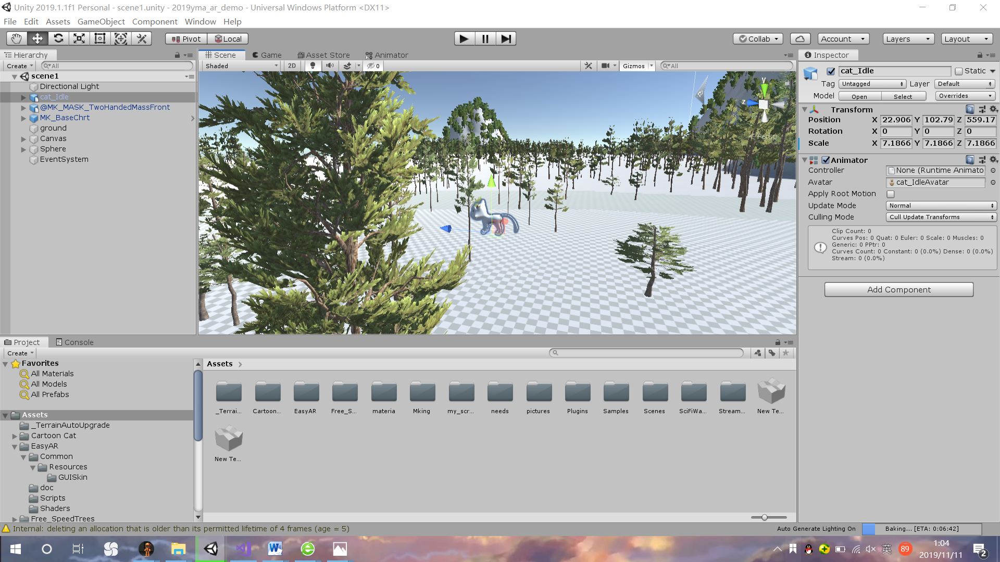 Unity 2019.1.1f1 Personal - scene1.unity - 2019yma_ar_demo - Universal Windows Platform <DX11>
File Edit Assets GameObject Component Window Help
Pivot Local Collab Account Layers Layout
Hierarchy
Create All
scene1
Directional Light
cat_Idle
@MK_MASK_TwoHandedMassFront
MK_BaseChrt
ground
Canvas
Sphere
EventSystem
Scene Game Asset Store Animator
Shaded 2D 0 Gizmos All
y
z
Persp
Inspector
cat_Idle Static
Tag Untagged Layer Default
Model Open Select Overrides
Transform
Position X 22.906 Y 102.79 Z 559.17
Rotation X 0 Y 0 Z 0
Scale X 7.1866 Y 7.1866 Z 7.1866
Animator
Controller None (Runtime Animato
Avatar cat_IdleAvatar
Apply Root Motion
Update Mode Normal
Culling Mode Cull Update Transforms
Clip Count: 0
Curves Pos: 0 Quat: 0 Euler: 0 Scale: 0 Muscles: 0
Generic: 0 PPtr: 0
Curves Count: 0 Constant: 0 (0.0%) Dense: 0 (0.0%)
Stream: 0 (0.0%)
Add Component
Project Console
Create
Favorites
All Materials
All Models
All Prefabs
Assets
_TerrainAutoUpgrade
Cartoon Cat
EasyAR
Common
Resources
GUISkin
doc
Scripts
Shaders
Free_SpeedTrees
Assets
_Terrai... Cartoon... EasyAR Free_S... materia Mking my_scr... needs pictures Plugins Samples Scenes SciFiWa... Stream... New Te...
New Te...
Internal: deleting an allocation that is older than its permitted lifetime of 4 frames (age = 5)
Auto Generate Lighting On Baking... [ETA: 0:06:42]
英 89 1:04
2019/11/11 2